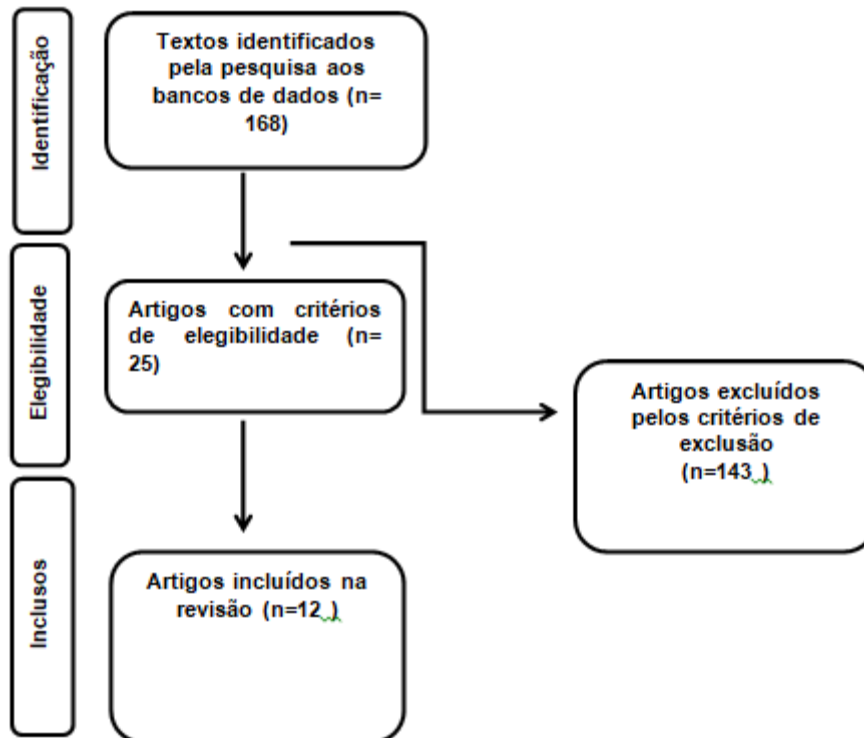 Identificação
Textos identificados
pela pesquisa aos
bancos de dados (n=
168)
Elegibilidade
Artigos com critérios
de elegibilidade (n=
25)
Artigos excluídos
pelos critérios de
exclusão
(n=143 )
Inclusos
Artigos incluídos na
revisão (n=12 )